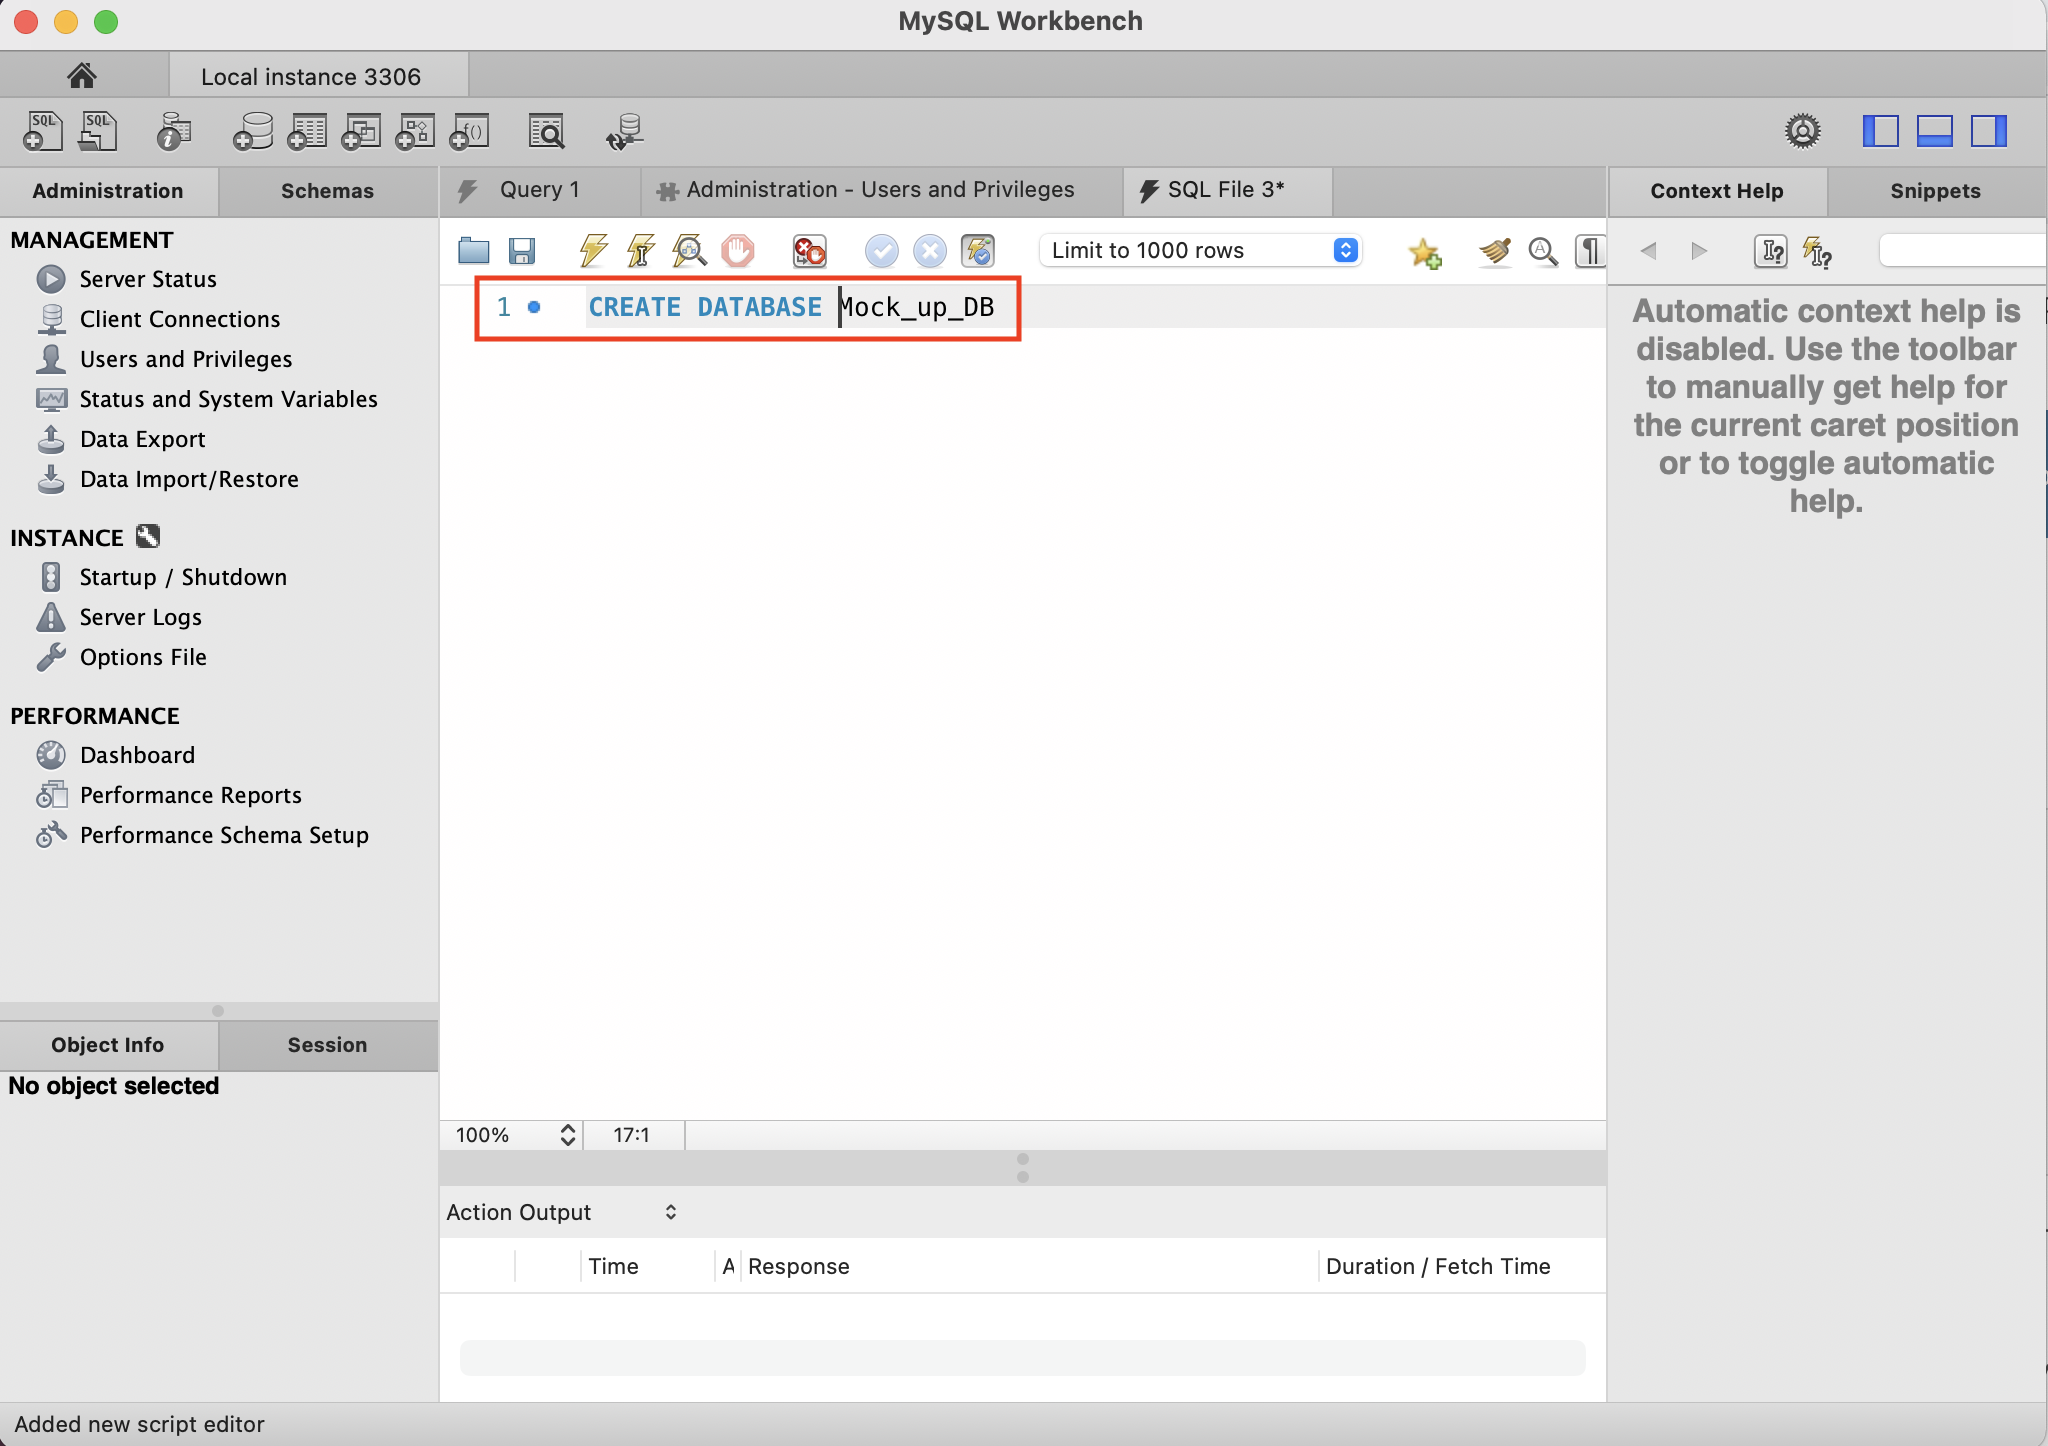 MySQL Workbench
Local instance 3306
SQL
SQL
Administration
Schemas
Query 1
Administration - Users and Privileges
SQL File 3*
Context Help
Snippets
MANAGEMENT
Server Status
Client Connections
Users and Privileges
Status and System Variables
Data Export
Data Import/Restore
INSTANCE
Startup / Shutdown
Server Logs
Options File
PERFORMANCE
Dashboard
Performance Reports
Performance Schema Setup
Object Info
Session
No object selected
Limit to 1000 rows
1 CREATE DATABASE Mock_up_DB
100%
17:1
Action Output
Time
A
Response
Duration / Fetch Time
Automatic context help is
disabled. Use the toolbar
to manually get help for
the current caret position
or to toggle automatic
help.
Added new script editor